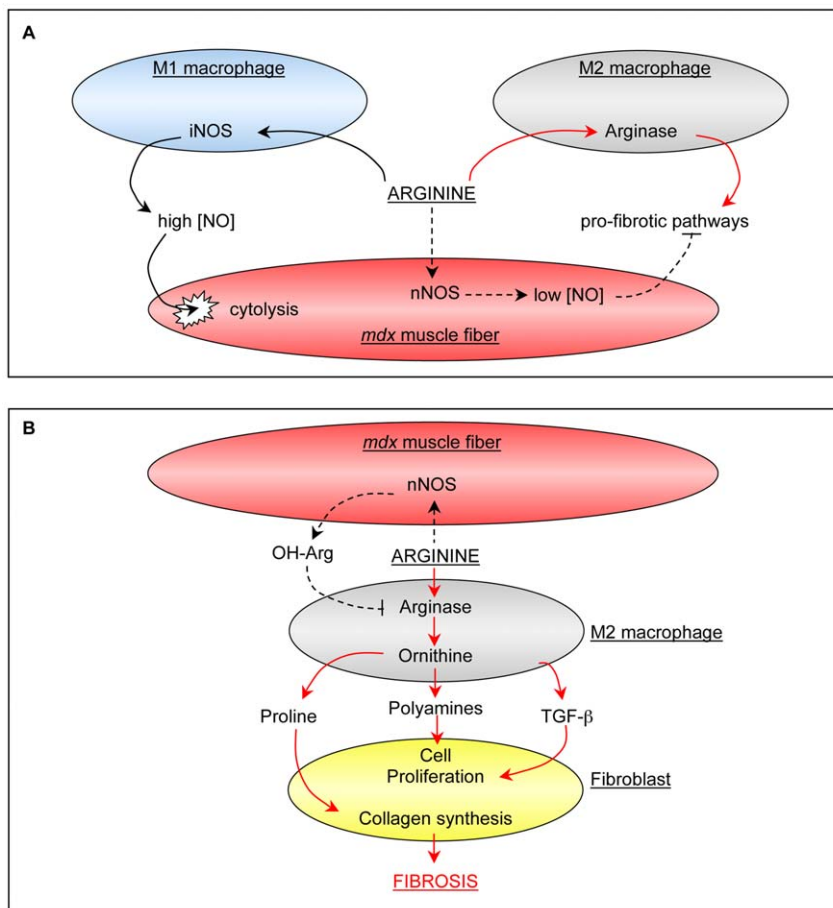 A
M1 macrophage
M2 macrophage
iNOS
Arginase
ARGININE
high [NO]
pro-fibrotic pathways
nNOS
low [NO]
cytolysis
mdx muscle fiber
B
mdx muscle fiber
nNOS
OH-Arg
ARGININE
Arginase
M2 macrophage
Ornithine
Proline
Polyamines
TGF-β
Cell
Proliferation
Fibroblast
Collagen synthesis
FIBROSIS